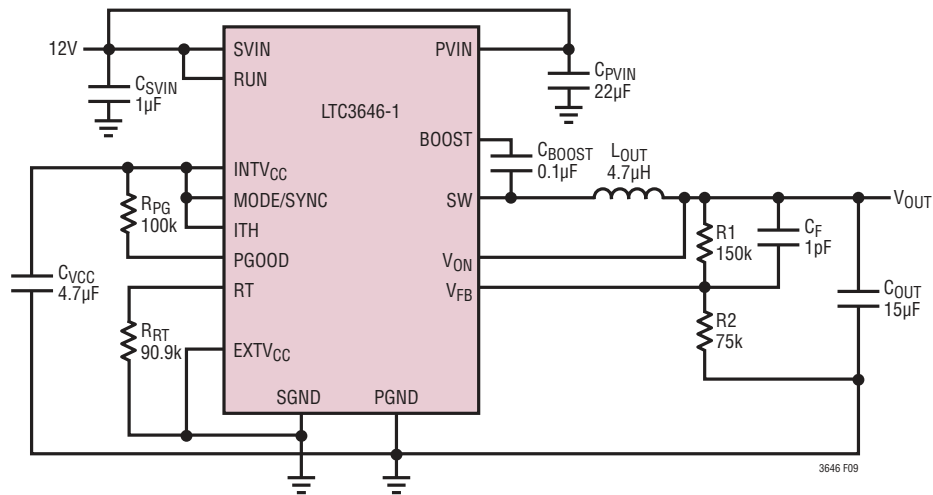 12V
SVIN
PVIN
RUN
CSVIN
1µF
CPVIN
22µF
LTC3646-1
BOOST
CBOOST
0.1µF
LOUT
4.7µH
INTVCC
MODE/SYNC
SW
VOUT
RPG
100k
ITH
R1
150k
CF
1pF
PGOOD
VON
CVCC
4.7µF
RT
VFB
COUT
15µF
RRT
90.9k
R2
75k
EXTVCC
SGND
PGND
3646 F09